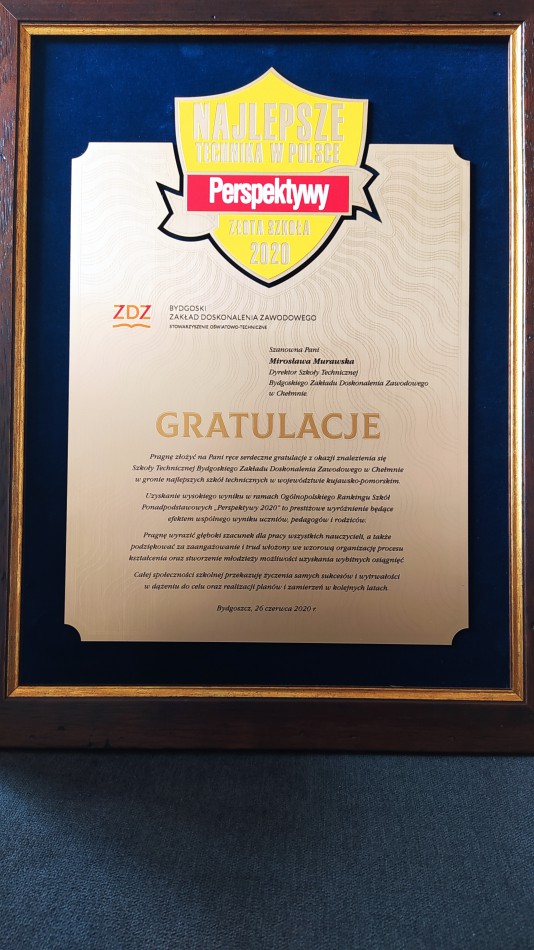 NAJLEPSZE
TECHNIKA W POLSCE
Perspektywy
ZŁOTA SZKOŁA
2020
ZDZ
BYDGOSKI
ZAKŁAD DOSKONALENIA ZAWODOWEGO
STOWARZYSZENIE OŚWIATOWO-TECHNICZNE
Szanowna Pani
Mirosława Murawska
Dyrektor Szkoły Technicznej
Bydgoskiego Zakładu Doskonalenia Zawodowego
w Chełmnie
GRATULACJE
Pragnę złożyć na Pani ręce serdeczne gratulacje z okazji znalezienia się
Szkoły Technicznej Bydgoskiego Zakładu Doskonalenia Zawodowego w Chełmnie
w gronie najlepszych szkół technicznych w województwie kujawsko-pomorskim.
Uzyskanie wysokiego wyniku w ramach Ogólnopolskiego Rankingu Szkół
Ponadpodstawowych „Perspektywy 2020" to prestiżowe wyróżnienie będące
efektem wspólnego wyniku uczniów, pedagogów i rodziców.
Pragnę wyrazić głęboki szacunek dla pracy wszystkich nauczycieli, a także
podziękować za zaangażowanie i trud włożony we wzorową organizację procesu
kształcenia oraz stworzenie młodzieży możliwości uzyskania wybitnych osiągnięć.
Całej społeczności szkolnej przekazuję życzenia samych sukcesów i wytrwałości
w dążeniu do celu oraz realizacji planów i zamierzeń w kolejnych latach.
Bydgoszcz, 26 czerwca 2020 r.